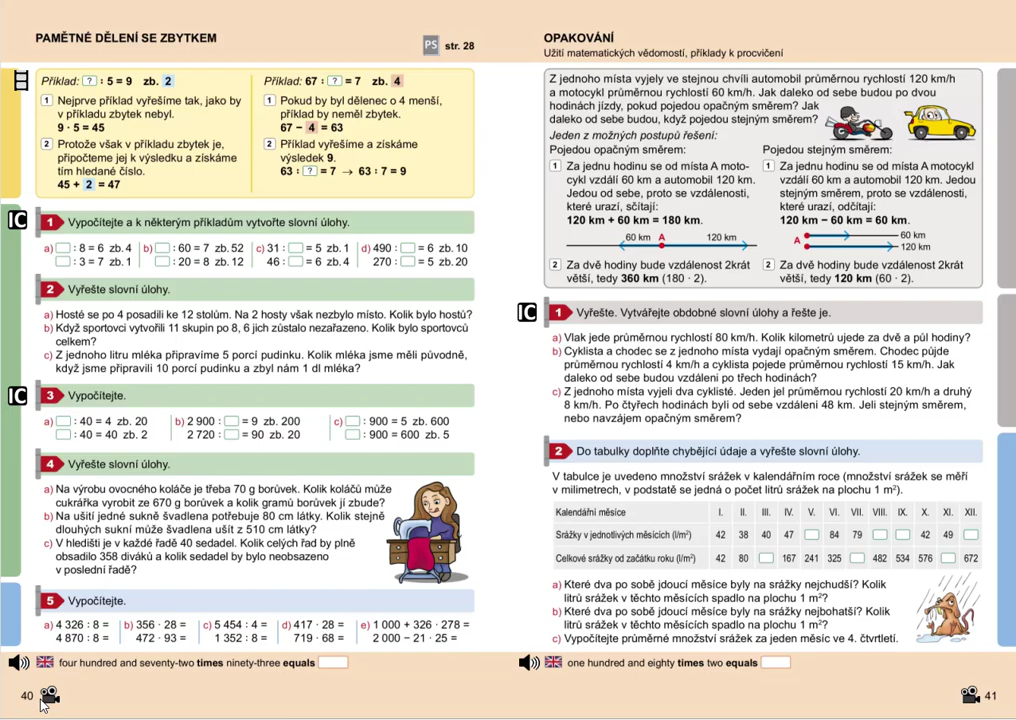 PAMĚTNÉ DĚLENÍ SE ZBYTKEM
PS str. 28
Příklad: ? : 5 = 9 zb. 2
1 Nejprve příklad vyřešíme tak, jako by
v příkladu zbytek nebyl.
9 · 5 = 45
2 Protože však v příkladu zbytek je,
připočteme jej k výsledku a získáme
tím hledané číslo.
45 + 2 = 47
Příklad: 67 : ? = 7 zb. 4
1 Pokud by byl dělenec o 4 menší,
příklad by neměl zbytek.
67 − 4 = 63
2 Příklad vyřešíme a získáme
výsledek 9.
63 : ? = 7 → 63 : 7 = 9
IC
1 Vypočítejte a k některým příkladům vytvořte slovní úlohy.
a) : 8 = 6 zb. 4 b) : 60 = 7 zb. 52 c) 31 : = 5 zb. 1 d) 490 : = 6 zb. 10
: 3 = 7 zb. 1 : 20 = 8 zb. 12 46 : = 6 zb. 4 270 : = 5 zb. 20
2 Vyřešte slovní úlohy.
a) Hosté se po 4 posadili ke 12 stolům. Na 2 hosty však nezbylo místo. Kolik bylo hostů?
b) Když sportovci vytvořili 11 skupin po 8, 6 jich zůstalo nezařazeno. Kolik bylo sportovců
celkem?
c) Z jednoho litru mléka připravíme 5 porcí pudinku. Kolik mléka jsme měli původně,
když jsme připravili 10 porcí pudinku a zbyl nám 1 dl mléka?
IC
3 Vypočítejte.
a) : 40 = 4 zb. 20 b) 2 900 : = 9 zb. 200 c) : 900 = 5 zb. 600
: 40 = 40 zb. 2 2 720 : = 90 zb. 20 : 900 = 600 zb. 5
4 Vyřešte slovní úlohy.
a) Na výrobu ovocného koláče je třeba 70 g borůvek. Kolik koláčů může
cukrářka vyrobit ze 670 g borůvek a kolik gramů borůvek jí zbude?
b) Na ušití jedné sukně švadlena potřebuje 80 cm látky. Kolik stejně
dlouhých sukní může švadlena ušít z 510 cm látky?
c) V hledišti je v každé řadě 40 sedadel. Kolik celých řad by plně
obsadilo 358 diváků a kolik sedadel by bylo neobsazeno
v poslední řadě?
5 Vypočítejte.
a) 4 326 : 8 = b) 356 · 28 = c) 5 454 : 4 = d) 417 · 28 = e) 1 000 + 326 · 278 =
4 870 : 8 = 472 · 93 = 1 352 : 8 = 719 · 68 = 2 000 − 21 · 25 =
four hundred and seventy-two times ninety-three equals
40
OPAKOVÁNÍ
Užití matematických vědomostí, příklady k procvičení
Z jednoho místa vyjely ve stejnou chvíli automobil průměrnou rychlostí 120 km/h
a motocykl průměrnou rychlostí 60 km/h. Jak daleko od sebe budou po dvou
hodinách jízdy, pokud pojedou opačným směrem? Jak
daleko od sebe budou, když pojedou stejným směrem?
Jeden z možných postupů řešení:
Pojedou opačným směrem:
1 Za jednu hodinu se od místa A moto-
cykl vzdálí 60 km a automobil 120 km.
Jedou od sebe, proto se vzdálenosti,
které urazí, sčítají:
120 km + 60 km = 180 km.
60 km A 120 km
2 Za dvě hodiny bude vzdálenost 2krát
větší, tedy 360 km (180 · 2).
Pojedou stejným směrem:
1 Za jednu hodinu se od místa A motocykl
vzdálí 60 km a automobil 120 km. Jedou
stejným směrem, proto se vzdálenosti,
které urazí, odčítají:
120 km − 60 km = 60 km.
A 60 km
120 km
2 Za dvě hodiny bude vzdálenost 2krát
větší, tedy 120 km (60 · 2).
IC
1 Vyřešte. Vytvářejte obdobné slovní úlohy a řešte je.
a) Vlak jede průměrnou rychlostí 80 km/h. Kolik kilometrů ujede za dvě a půl hodiny?
b) Cyklista a chodec se z jednoho místa vydají opačným směrem. Chodec půjde
průměrnou rychlostí 4 km/h a cyklista pojede průměrnou rychlostí 15 km/h. Jak
daleko od sebe budou vzdáleni po třech hodinách?
c) Z jednoho místa vyjeli dva cyklisté. Jeden jel průměrnou rychlostí 20 km/h a druhý
8 km/h. Po čtyřech hodinách byli od sebe vzdáleni 48 km. Jeli stejným směrem,
nebo navzájem opačným směrem?
2 Do tabulky doplňte chybějící údaje a vyřešte slovní úlohy.
V tabulce je uvedeno množství srážek v kalendářním roce (množství srážek se měří
v milimetrech, v podstatě se jedná o počet litrů srážek na plochu 1 m²).
Kalendářní měsíce I. II. III. IV. V. VI. VII. VIII. IX. X. XI. XII.
Srážky v jednotlivých měsících (l/m²) 42 38 40 47 84 79 42 49
Celkové srážky od začátku roku (l/m²) 42 80 167 241 325 482 534 576 672
a) Které dva po sobě jdoucí měsíce byly na srážky nejchudší? Kolik
litrů srážek v těchto měsících spadlo na plochu 1 m²?
b) Které dva po sobě jdoucí měsíce byly na srážky nejbohatší? Kolik
litrů srážek v těchto měsících spadlo na plochu 1 m²?
c) Vypočítejte průměrné množství srážek za jeden měsíc ve 4. čtvrtletí.
one hundred and eighty times two equals
41